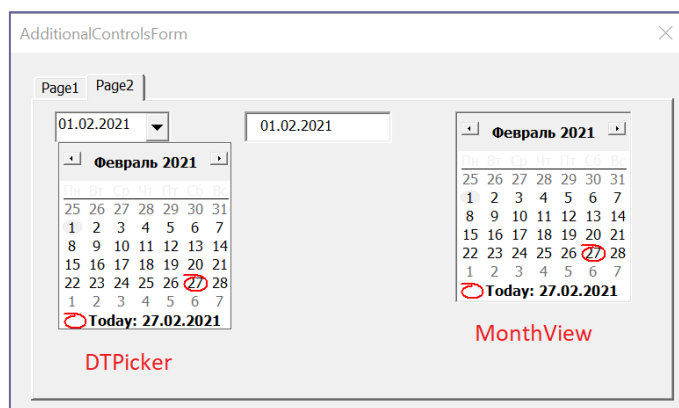 AdditionalControlsForm
Page1 Page2
01.02.2021
Февраль 2021
Пн Вт Ср Чт Пт Сб Вс
25 26 27 28 29 30 31
1 2 3 4 5 6 7
8 9 10 11 12 13 14
15 16 17 18 19 20 21
22 23 24 25 26 27 28
1 2 3 4 5 6 7
Today: 27.02.2021
DTPicker
01.02.2021
Февраль 2021
Пн Вт Ср Чт Пт Сб Вс
25 26 27 28 29 30 31
1 2 3 4 5 6 7
8 9 10 11 12 13 14
15 16 17 18 19 20 21
22 23 24 25 26 27 28
1 2 3 4 5 6 7
Today: 27.02.2021
MonthView